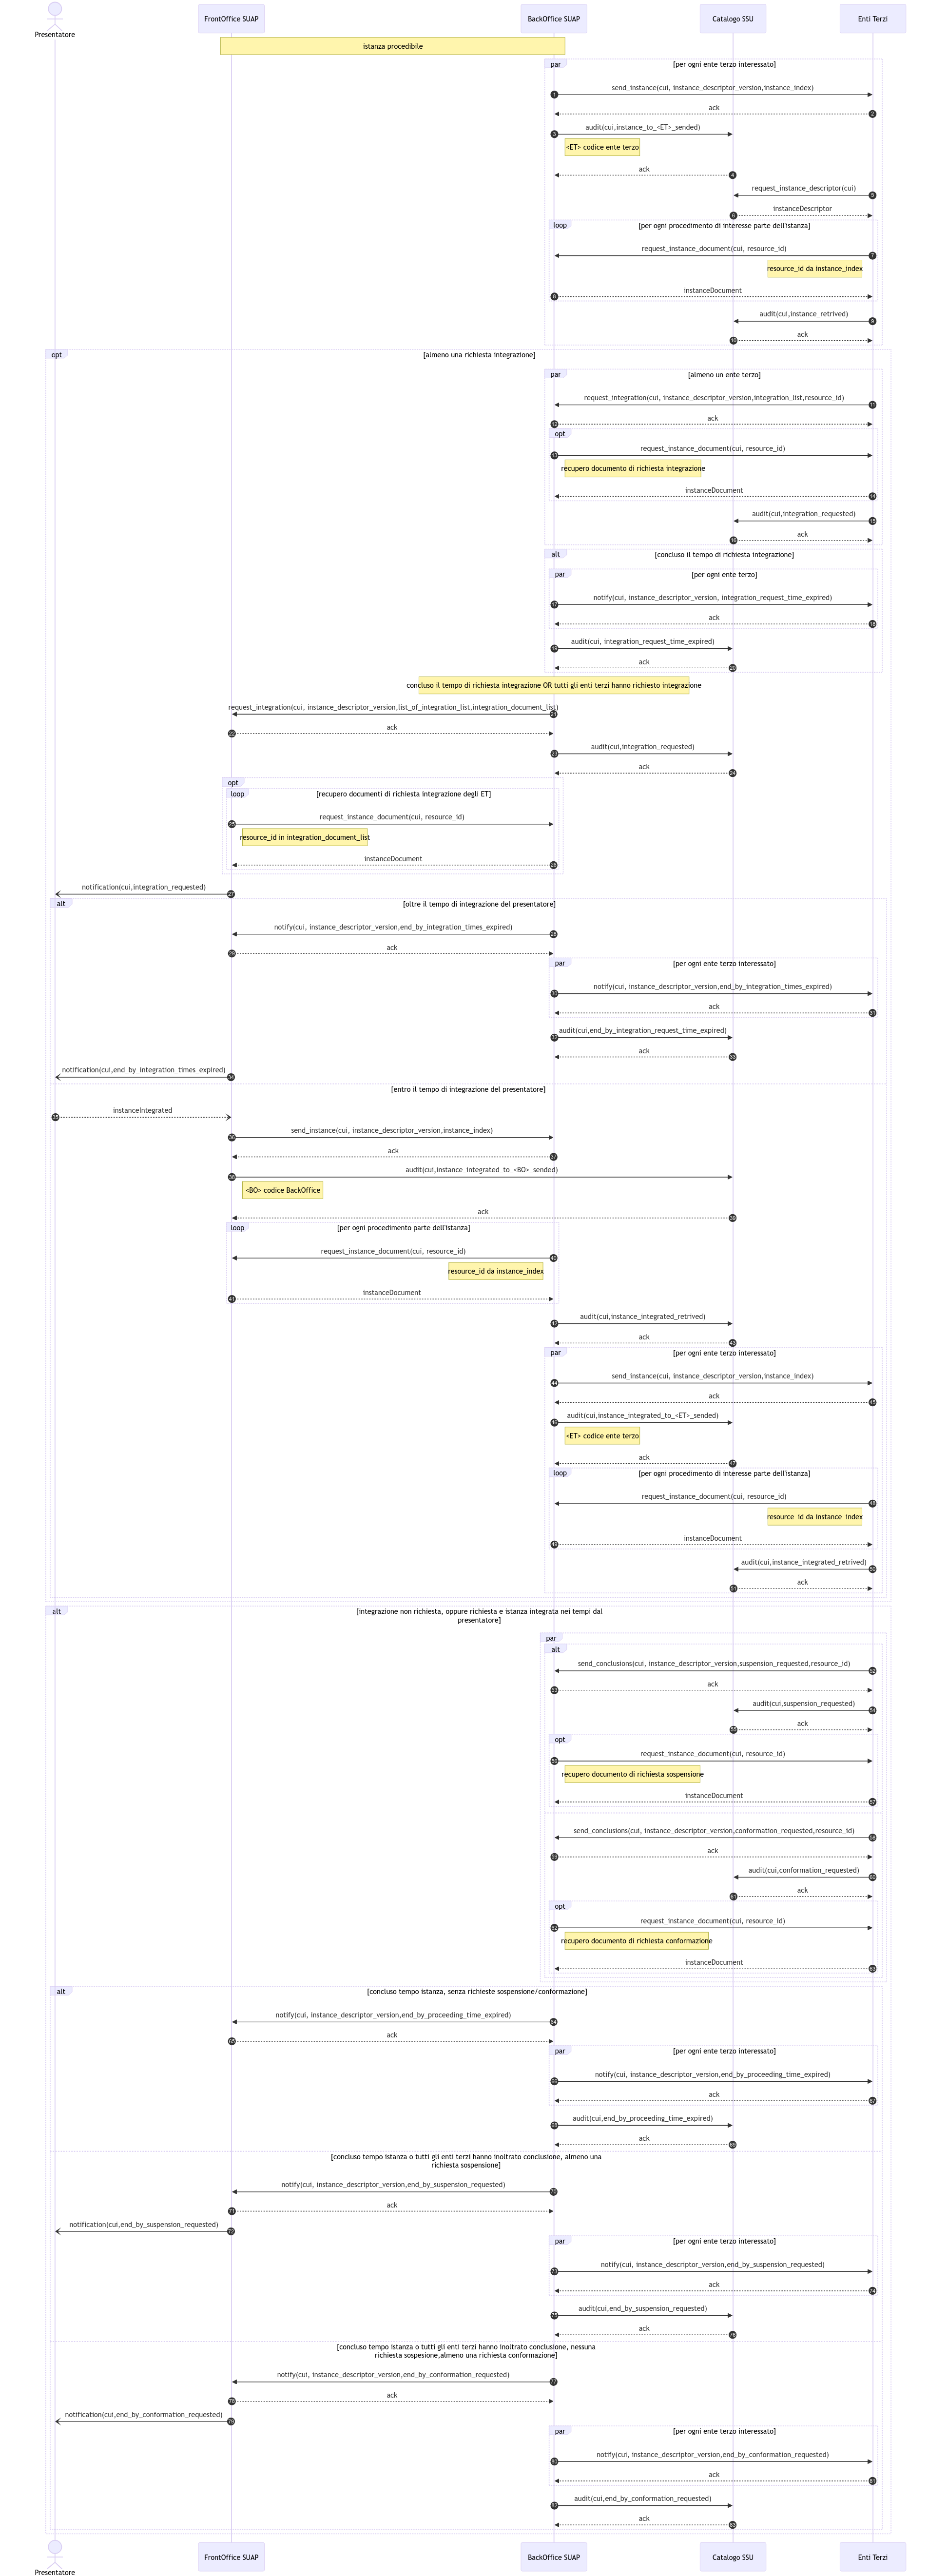 Presentatore
FrontOffice SUAP
BackOffice SUAP
Catalogo SSU
Enti Terzi
istanza procedibile
par
[per ogni ente terzo interessato]
1
send_instance(cui, instance_descriptor_version,instance_index)
ack
2
3
audit(cui,instance_to_<ET>_sended)
<ET> codice ente terzo
ack
4
request_instance_descriptor(cui)
5
6
instanceDescriptor
loop
[per ogni procedimento di interesse parte dell'istanza]
request_instance_document(cui, resource_id)
7
resource_id da instance_index
8
instanceDocument
audit(cui,instance_retrived)
9
10
ack
opt
[almeno una richiesta integrazione]
par
[almeno un ente terzo]
request_integration(cui, instance_descriptor_version,integration_list,resource_id)
11
12
ack
opt
13
request_instance_document(cui, resource_id)
recupero documento di richiesta integrazione
instanceDocument
14
audit(cui,integration_requested)
15
16
ack
alt
[concluso il tempo di richiesta integrazione]
par
[per ogni ente terzo]
17
notify(cui, instance_descriptor_version, integration_request_time_expired)
ack
18
19
audit(cui, integration_request_time_expired)
ack
20
concluso il tempo di richiesta integrazione OR tutti gli enti terzi hanno richiesto integrazione
request_integration(cui, instance_descriptor_version,list_of_integration_list,integration_document_list)
21
22
ack
23
audit(cui,integration_requested)
ack
24
opt
loop
[recupero documenti di richiesta integrazione degli ET]
25
request_instance_document(cui, resource_id)
resource_id in integration_document_list
instanceDocument
26
notification(cui,integration_requested)
27
alt
[oltre il tempo di integrazione del presentatore]
notify(cui, instance_descriptor_version,end_by_integration_times_expired)
28
29
ack
par
[per ogni ente terzo interessato]
30
notify(cui, instance_descriptor_version,end_by_integration_times_expired)
ack
31
32
audit(cui,end_by_integration_request_time_expired)
ack
33
notification(cui,end_by_integration_times_expired)
34
[entro il tempo di integrazione del presentatore]
35
instanceIntegrated
36
send_instance(cui, instance_descriptor_version,instance_index)
ack
37
38
audit(cui,instance_integrated_to_<BO>_sended)
<BO> codice BackOffice
ack
39
loop
[per ogni procedimento parte dell'istanza]
request_instance_document(cui, resource_id)
40
resource_id da instance_index
41
instanceDocument
42
audit(cui,instance_integrated_retrived)
ack
43
par
[per ogni ente terzo interessato]
44
send_instance(cui, instance_descriptor_version,instance_index)
ack
45
46
audit(cui,instance_integrated_to_<ET>_sended)
<ET> codice ente terzo
ack
47
loop
[per ogni procedimento di interesse parte dell'istanza]
request_instance_document(cui, resource_id)
48
resource_id da instance_index
49
instanceDocument
audit(cui,instance_integrated_retrived)
50
51
ack
alt
[integrazione non richiesta, oppure richiesta e istanza integrata nei tempi dal
presentatore]
par
alt
send_conclusions(cui, instance_descriptor_version,suspension_requested,resource_id)
52
53
ack
audit(cui,suspension_requested)
54
55
ack
opt
56
request_instance_document(cui, resource_id)
recupero documento di richiesta sospensione
instanceDocument
57
send_conclusions(cui, instance_descriptor_version,conformation_requested,resource_id)
58
59
ack
audit(cui,conformation_requested)
60
61
ack
opt
62
request_instance_document(cui, resource_id)
recupero documento di richiesta conformazione
instanceDocument
63
alt
[concluso tempo istanza, senza richieste sospensione/conformazione]
notify(cui, instance_descriptor_version,end_by_proceeding_time_expired)
64
65
ack
par
[per ogni ente terzo interessato]
66
notify(cui, instance_descriptor_version,end_by_proceeding_time_expired)
ack
67
68
audit(cui,end_by_proceeding_time_expired)
ack
69
[concluso tempo istanza o tutti gli enti terzi hanno inoltrato conclusione, almeno una
richiesta sospensione]
notify(cui, instance_descriptor_version,end_by_suspension_requested)
70
71
ack
notification(cui,end_by_suspension_requested)
72
par
[per ogni ente terzo interessato]
73
notify(cui, instance_descriptor_version,end_by_suspension_requested)
ack
74
75
audit(cui,end_by_suspension_requested)
ack
76
[concluso tempo istanza o tutti gli enti terzi hanno inoltrato conclusione, nessuna
richiesta sospesione,almeno una richiesta conformazione]
notify(cui, instance_descriptor_version,end_by_conformation_requested)
77
78
ack
notification(cui,end_by_conformation_requested)
79
par
[per ogni ente terzo interessato]
80
notify(cui, instance_descriptor_version,end_by_conformation_requested)
ack
81
82
audit(cui,end_by_conformation_requested)
ack
83
Presentatore
FrontOffice SUAP
BackOffice SUAP
Catalogo SSU
Enti Terzi